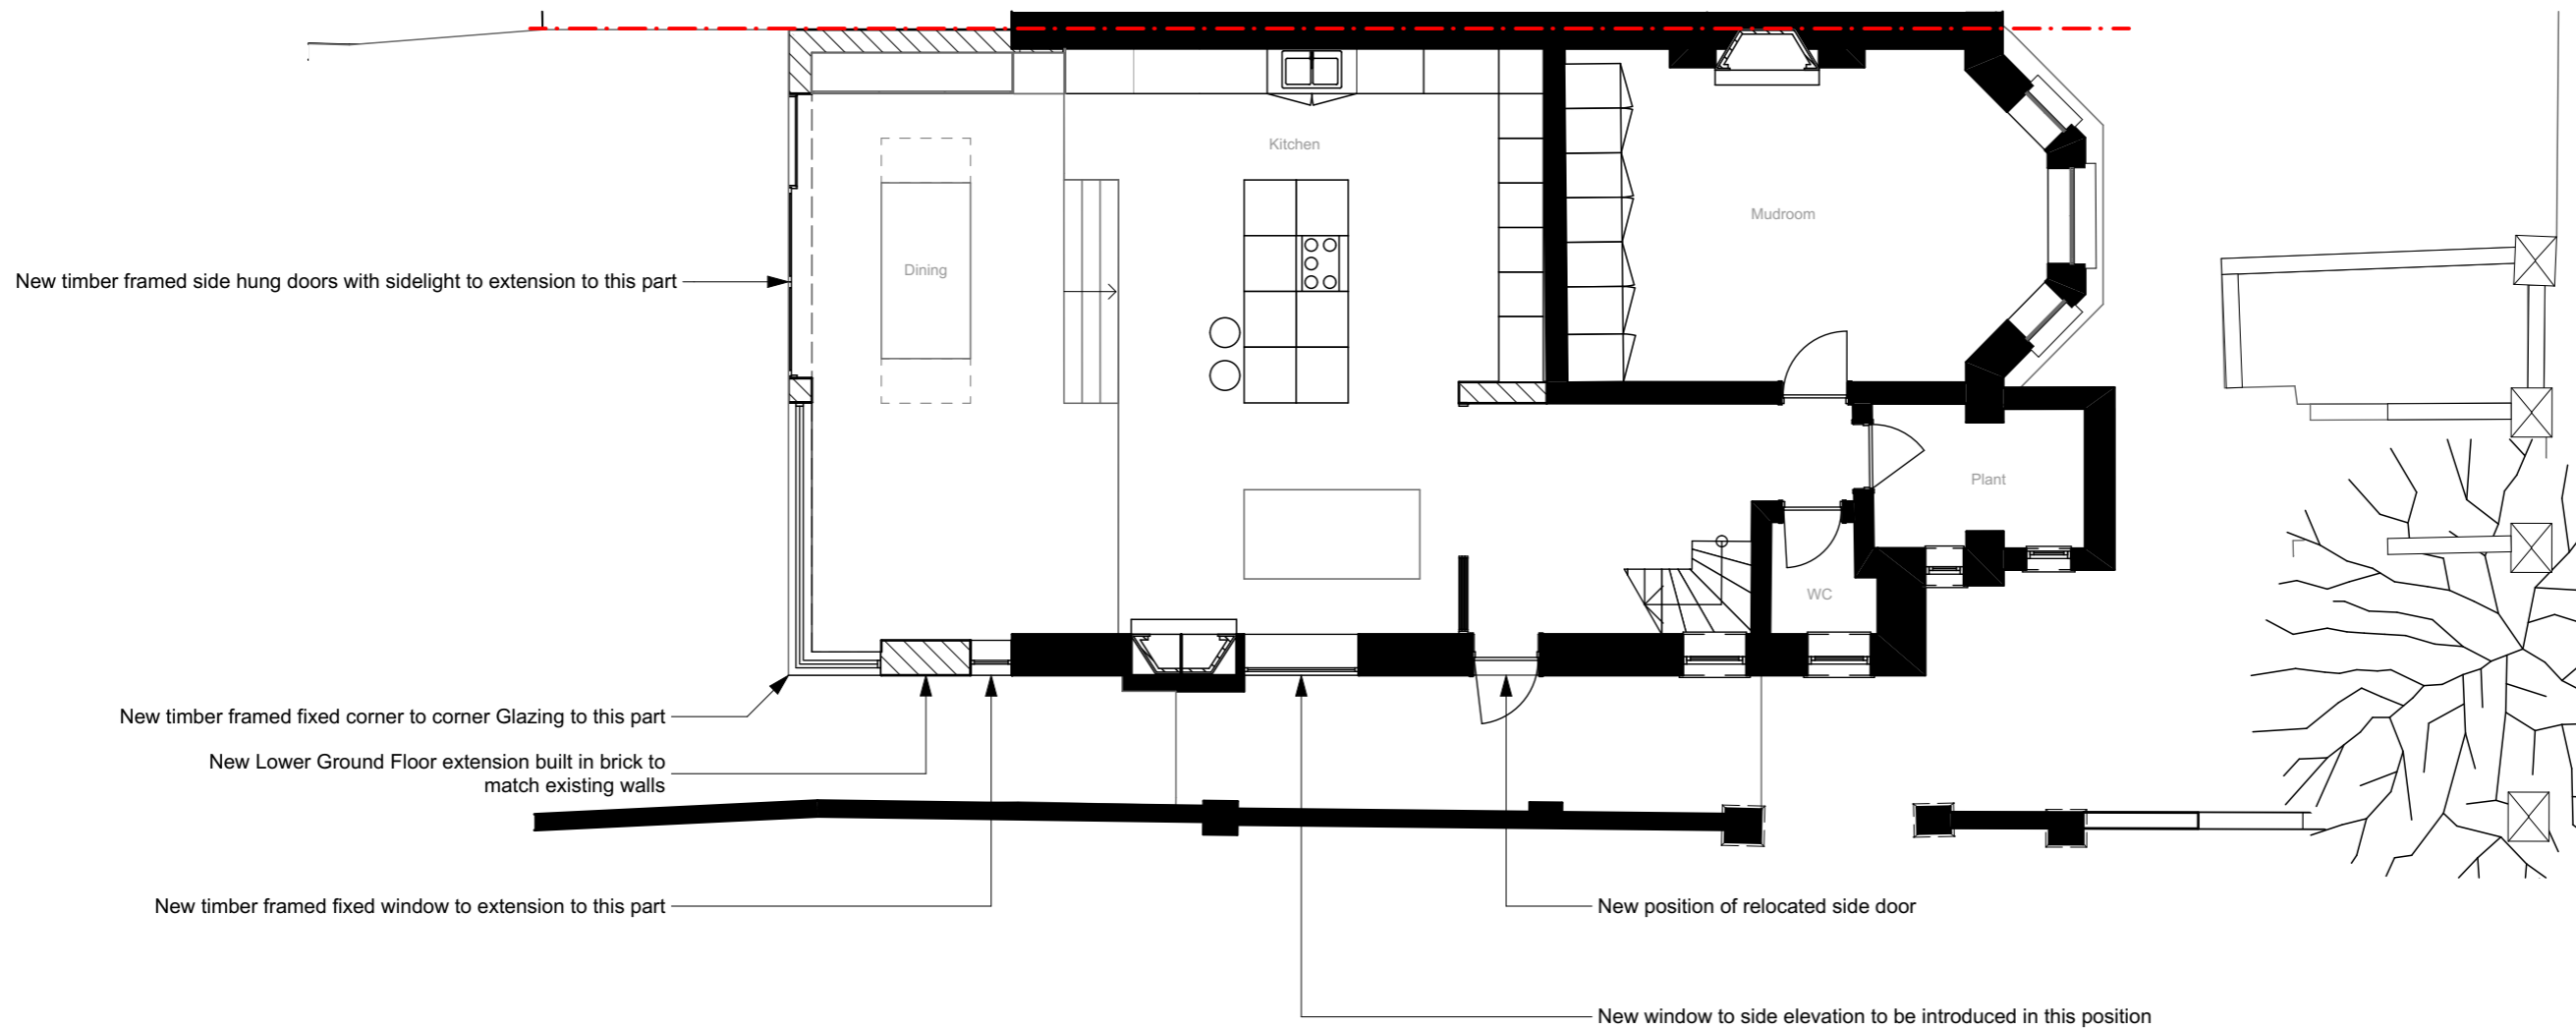 Kitchen
Mudroom
Dining
New timber framed side hung doors with sidelight to extension to this part
Plant
WC
New timber framed fixed corner to corner Glazing to this part
New Lower Ground Floor extension built in brick to
match existing walls
New timber framed fixed window to extension to this part
New position of relocated side door
New window to side elevation to be introduced in this position